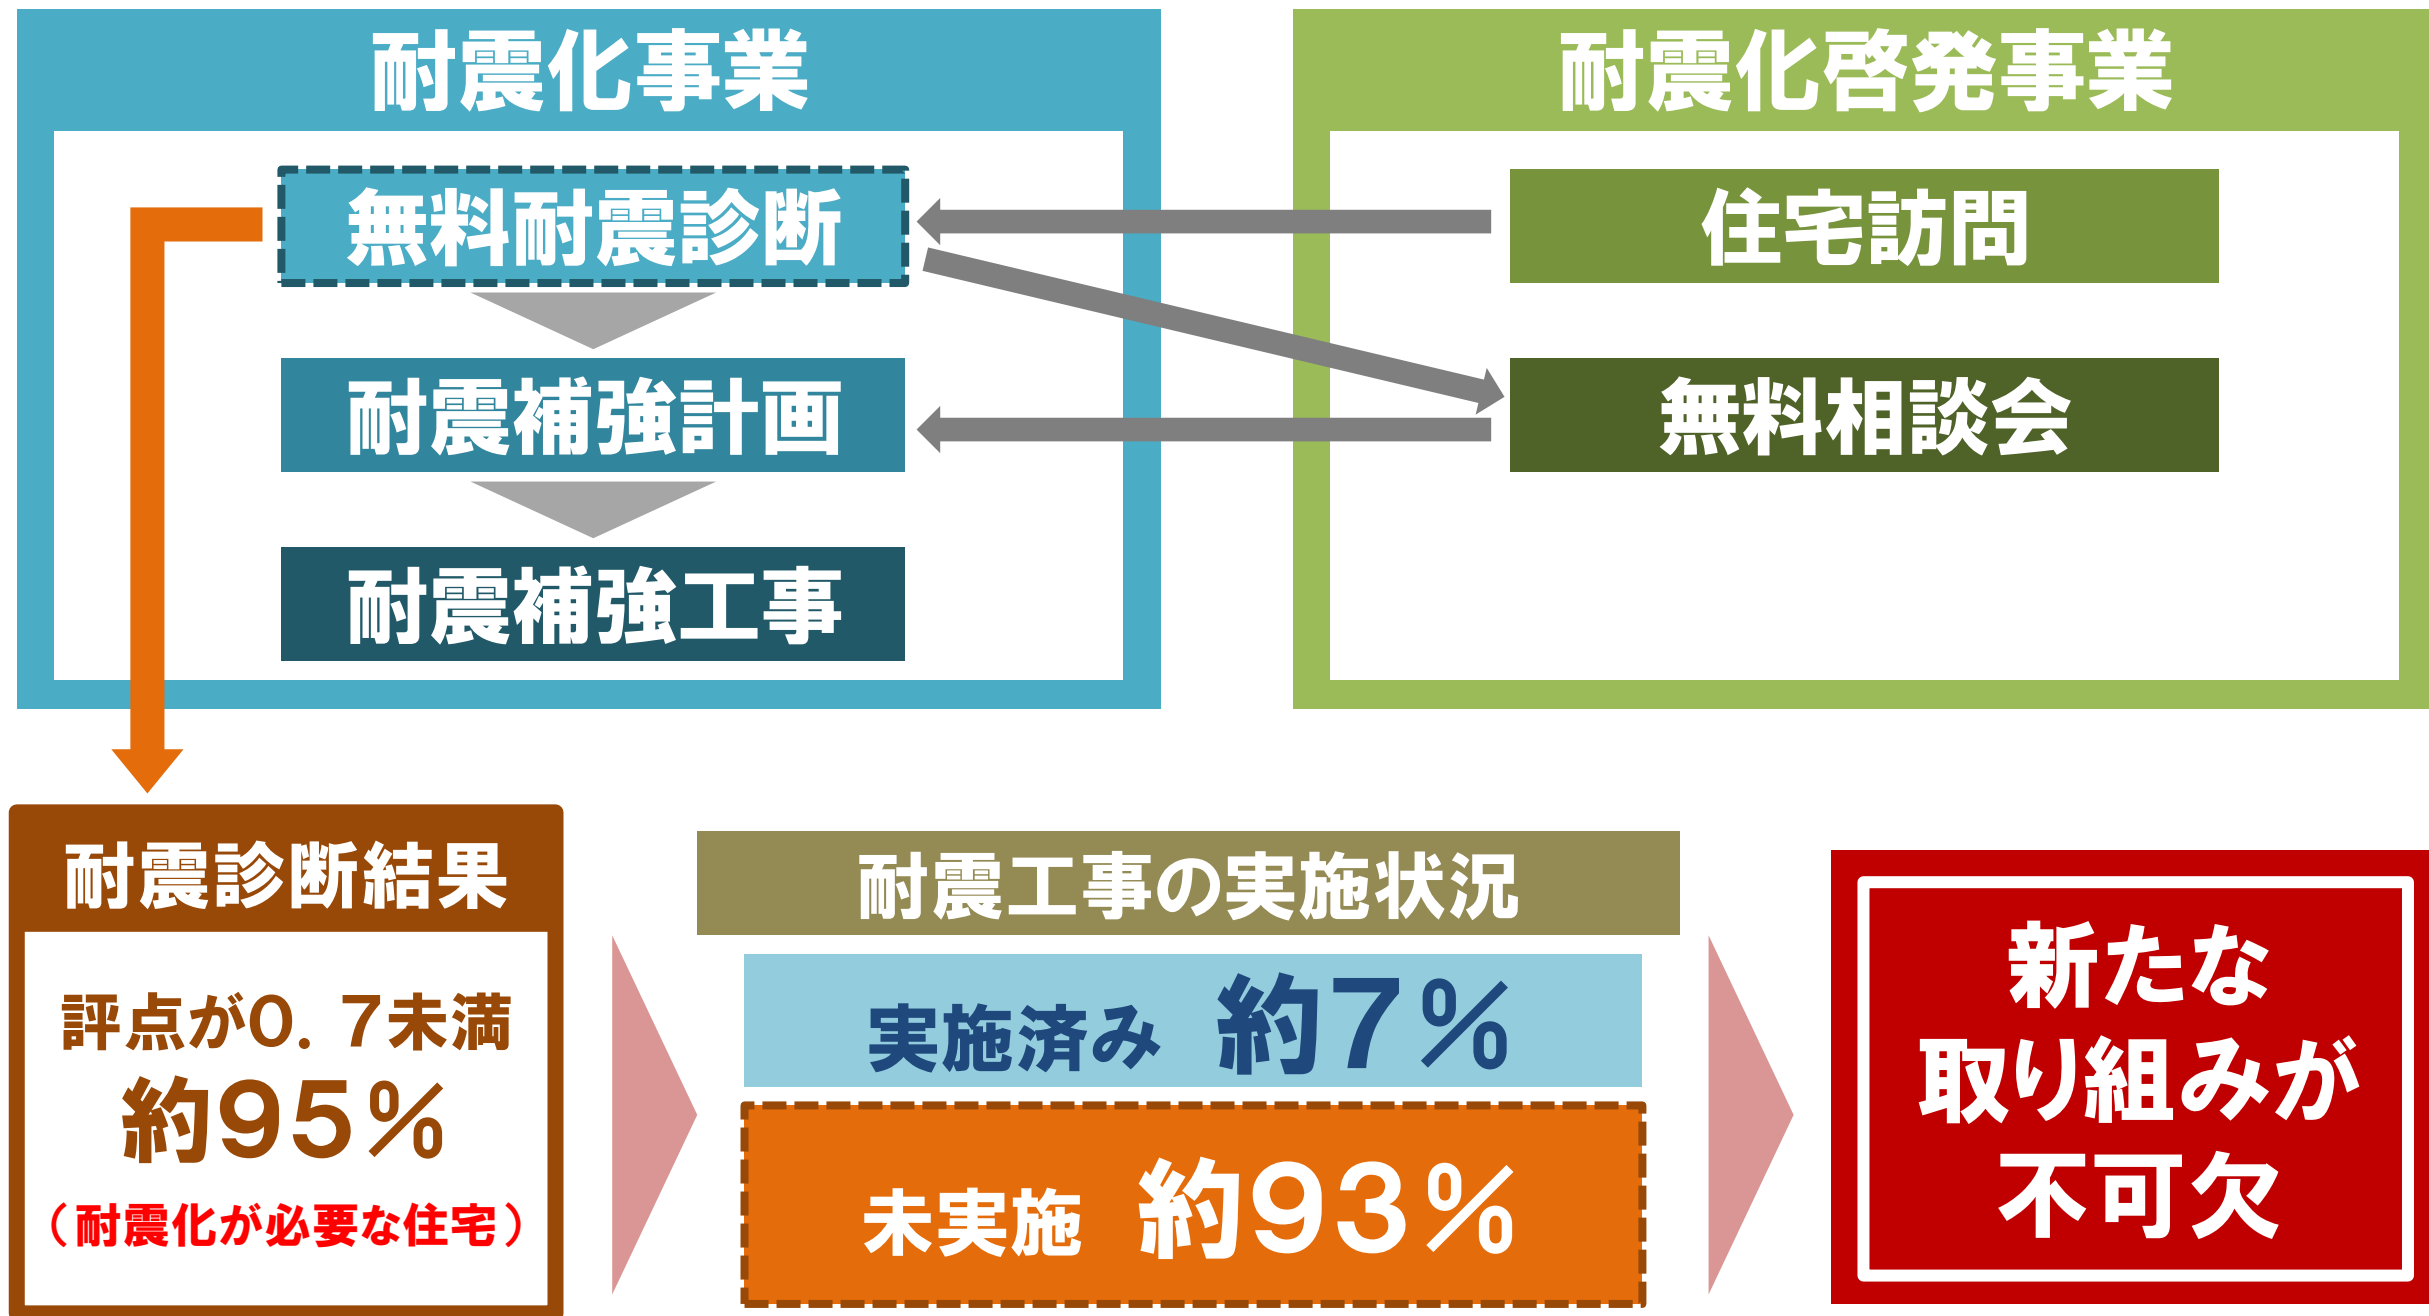 耐震化事業
無料耐震診断
耐震補強計画
耐震補強工事
耐震化啓発事業
住宅訪問
無料相談会
耐震診断結果
評点が０．７未満
約９５％
（耐震化が必要な住宅）
耐震工事の実施状況
実施済み　約７％
未実施　約９３％
新たな
取り組みが
不可欠